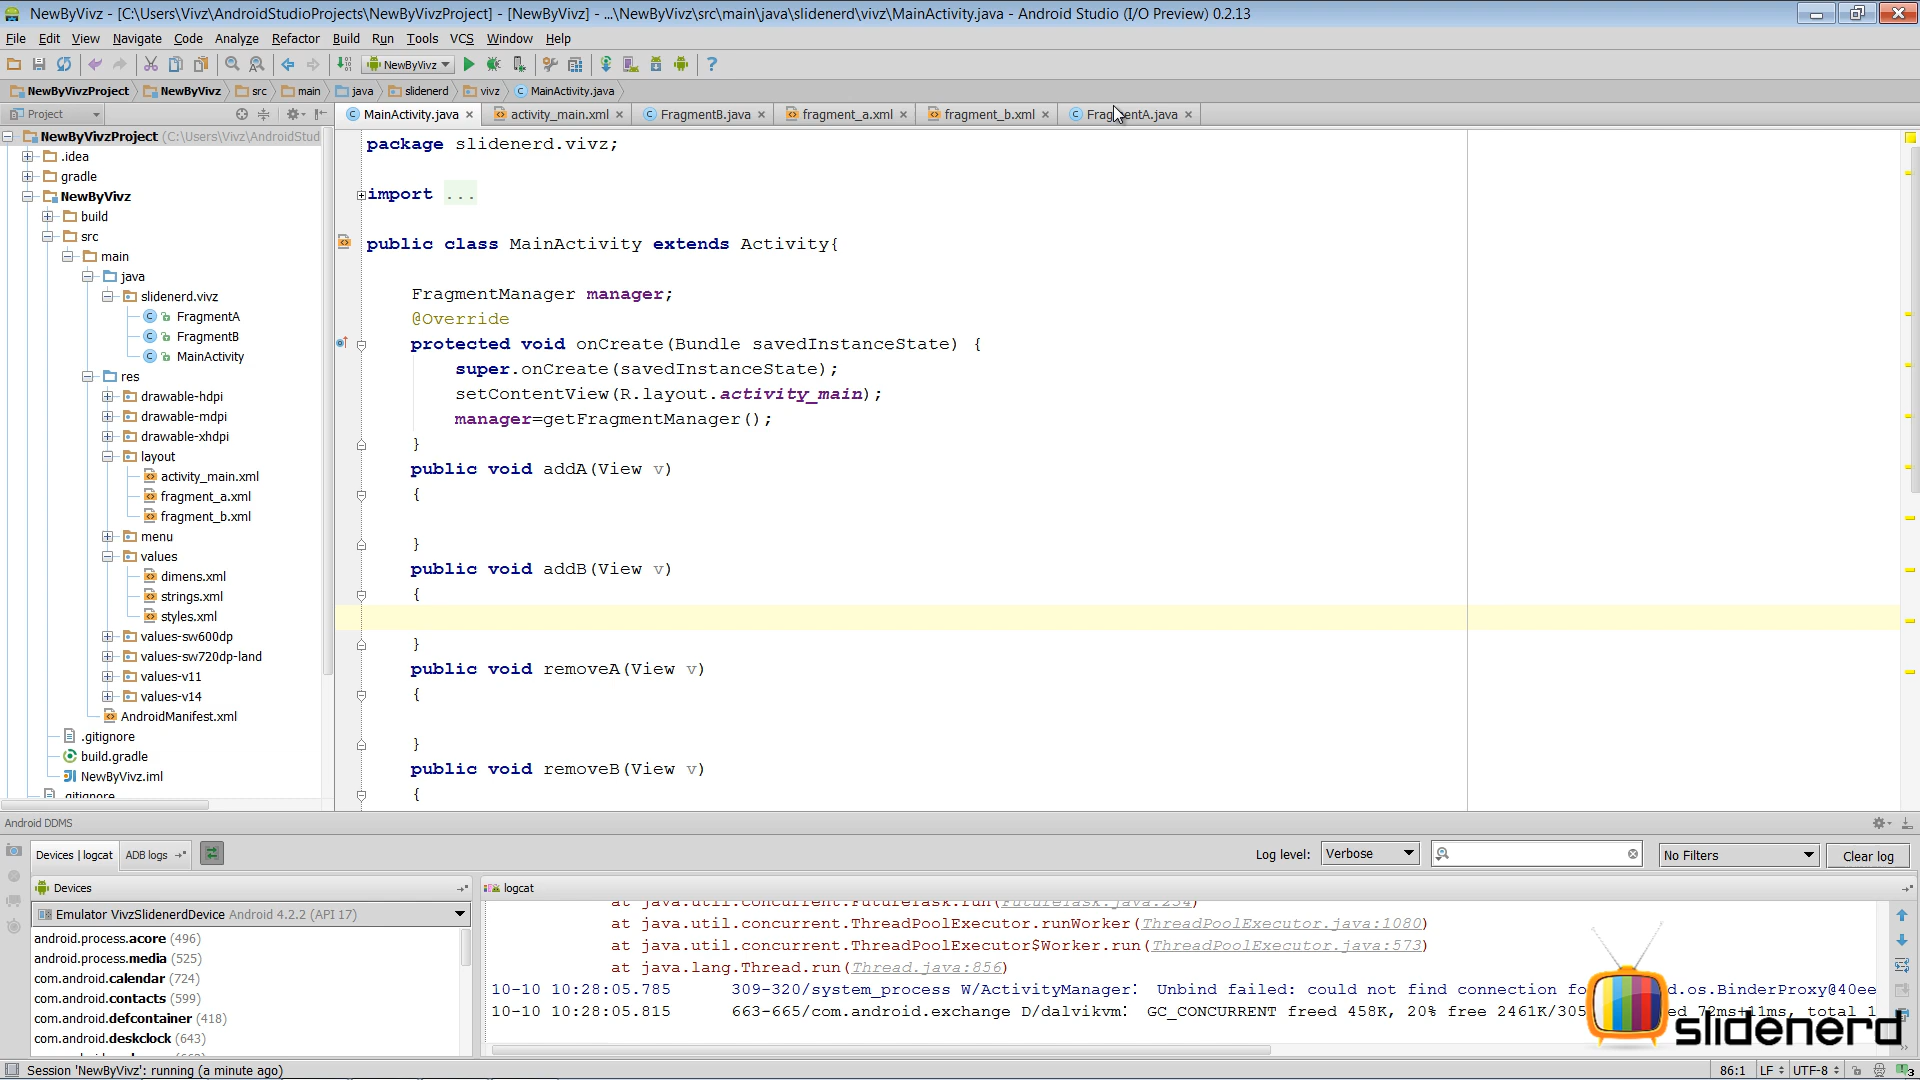 NewByVivz - [C:\Users\Vivz\AndroidStudioProjects\NewByVivzProject] - [NewByVivz] - ...\NewByVivz\src\main\java\slidenerd\vivz\MainActivity.java - Android Studio (I/O Preview) 0.2.13
File Edit View Navigate Code Analyze Refactor Build Run Tools VCS Window Help
NewByVivz
NewByVivzProject NewByVivz src main java slidenerd vivz MainActivity.java
Project
MainActivity.java activity_main.xml FragmentB.java fragment_a.xml fragment_b.xml FragmentA.java
NewByVivzProject (C:\Users\Vivz\AndroidStud
.idea
gradle
NewByVivz
build
src
main
java
slidenerd.vivz
FragmentA
FragmentB
MainActivity
res
drawable-hdpi
drawable-mdpi
drawable-xhdpi
layout
activity_main.xml
fragment_a.xml
fragment_b.xml
menu
values
dimens.xml
strings.xml
styles.xml
values-sw600dp
values-sw720dp-land
values-v11
values-v14
AndroidManifest.xml
.gitignore
build.gradle
NewByVivz.iml
.gitignore
package slidenerd.vivz;
import ...
public class MainActivity extends Activity{
FragmentManager manager;
@Override
protected void onCreate(Bundle savedInstanceState) {
super.onCreate(savedInstanceState);
setContentView(R.layout.activity_main);
manager=getFragmentManager();
}
public void addA(View v)
{
}
public void addB(View v)
{
}
public void removeA(View v)
{
}
public void removeB(View v)
{
Android DDMS
Devices | logcat ADB logs
Log level: Verbose No Filters Clear log
Devices
logcat
Emulator VivzSlidenerdDevice Android 4.2.2 (API 17)
android.process.acore (496)
android.process.media (525)
com.android.calendar (724)
com.android.contacts (599)
com.android.defcontainer (418)
com.android.deskclock (643)
at java.util.concurrent.FutureTask.run(FutureTask.java:234)
at java.util.concurrent.ThreadPoolExecutor.runWorker(ThreadPoolExecutor.java:1080)
at java.util.concurrent.ThreadPoolExecutor$Worker.run(ThreadPoolExecutor.java:573)
at java.lang.Thread.run(Thread.java:856)
10-10 10:28:05.785 309-320/system_process W/ActivityManager: Unbind failed: could not find connection fo d.os.BinderProxy@40ee
10-10 10:28:05.815 663-665/com.android.exchange D/dalvikvm: GC_CONCURRENT freed 458K, 20% free 2461K/305 ed 72ms+11ms, total 1
slidenerd
Session 'NewByVivz': running (a minute ago)
86:1 LF UTF-8 3